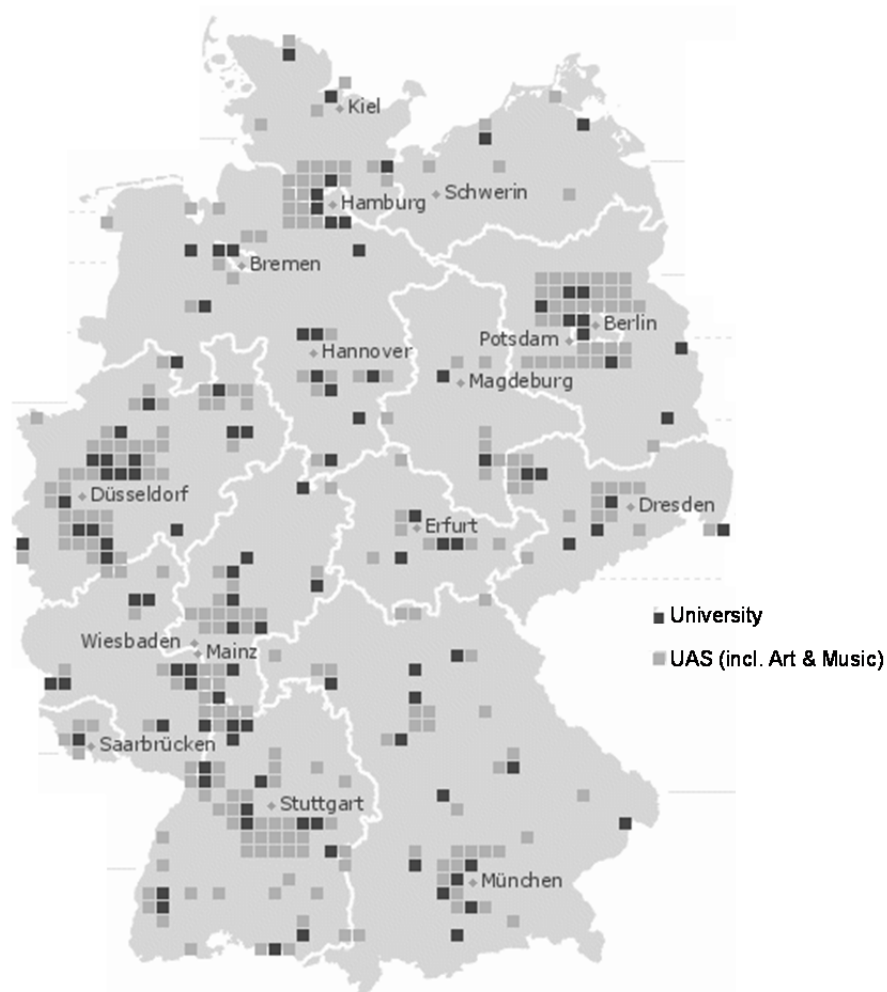 Kiel
Schwerin
Hamburg
Bremen
Berlin
Potsdam
Hannover
Magdeburg
Düsseldorf
Dresden
Erfurt
University
Wiesbaden
Mainz
UAS (incl. Art & Music)
Saarbrücken
Stuttgart
München